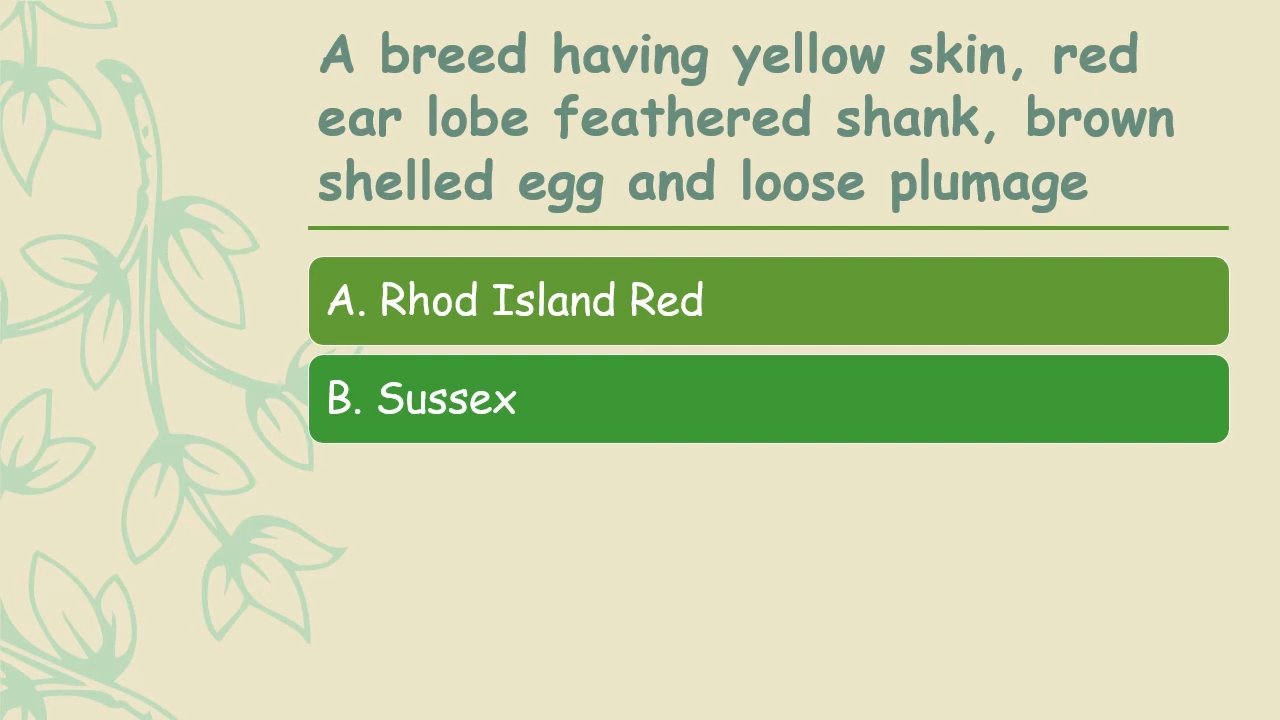 A breed having yellow skin, red
ear lobe feathered shank, brown
shelled egg and loose plumage
A. Rhod Island Red
B. Sussex